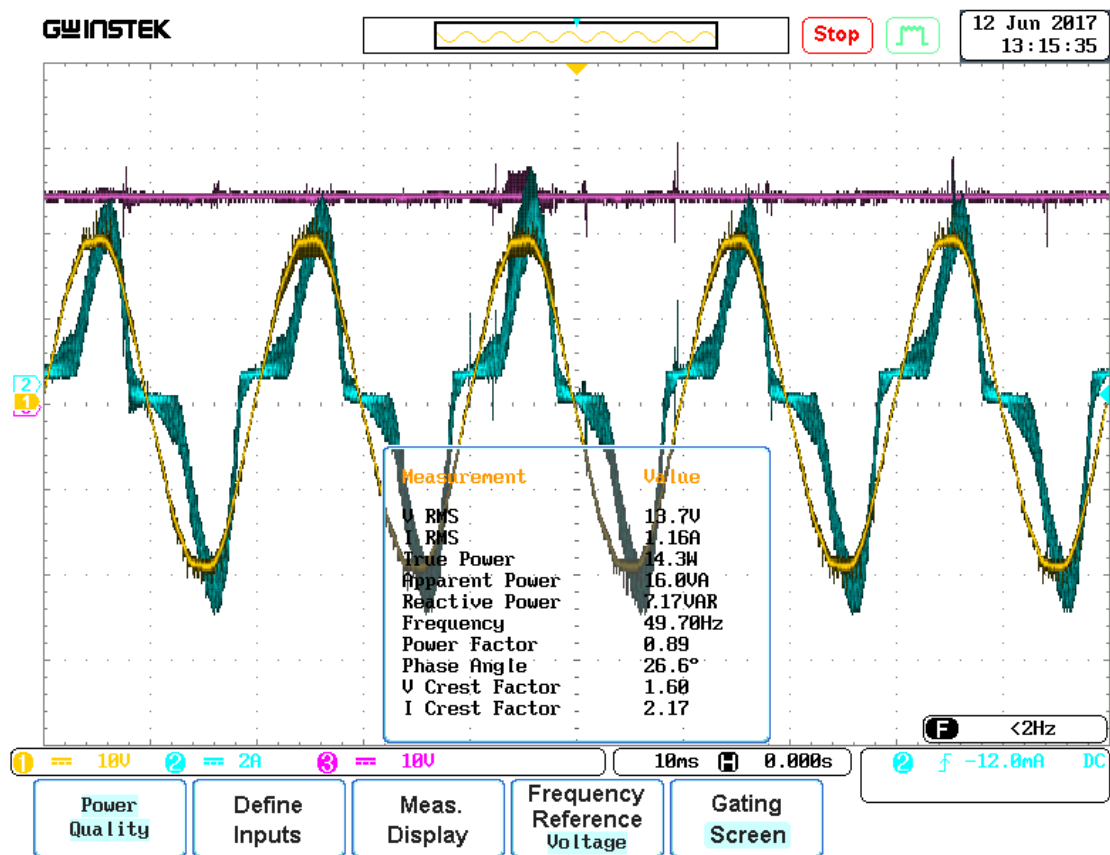 GWINSTEK
Stop
12 Jun 2017
13:15:35
2
1
Measurement Value
V RMS 13.7V
I RMS 1.16A
True Power 14.3W
Apparent Power 16.0VA
Reactive Power 7.17VAR
Frequency 49.70Hz
Power Factor 0.89
Phase Angle 26.6°
V Crest Factor 1.60
I Crest Factor 2.17
F <2Hz
1 10V 2 2A 3 10V
10ms H 0.000s
2 -12.0mA DC
Power
Quality
Define
Inputs
Meas.
Display
Frequency
Reference
Voltage
Gating
Screen